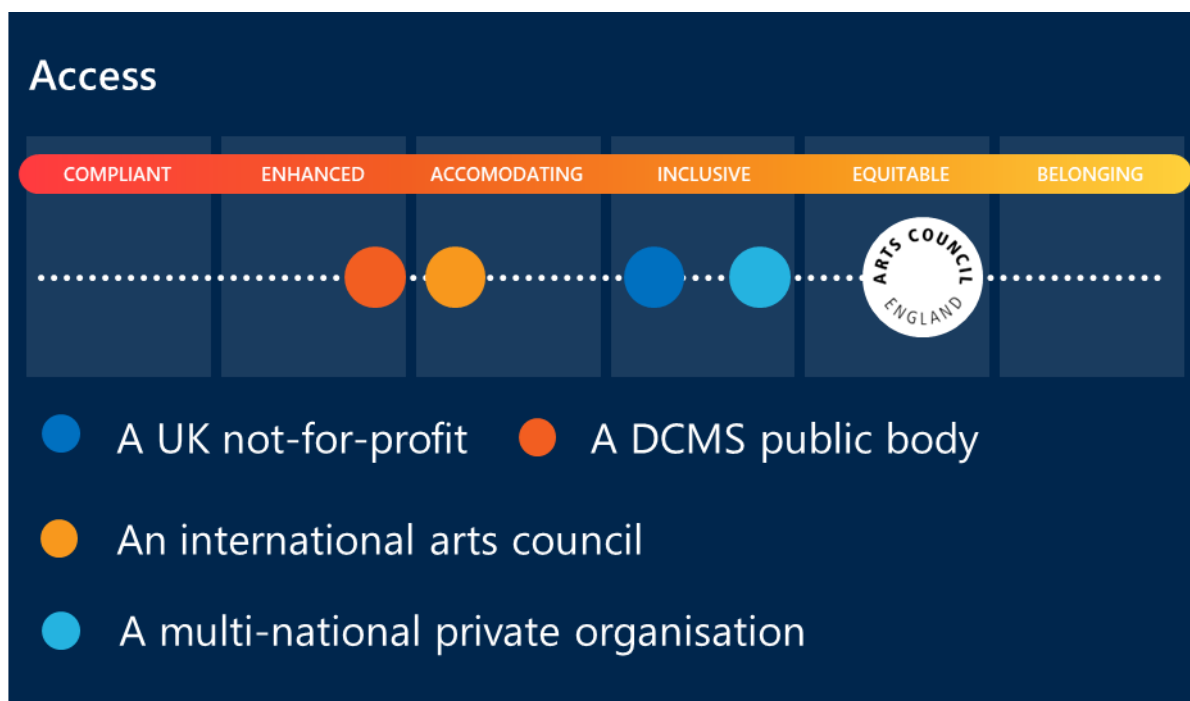 Access
COMPLIANT ENHANCED ACCOMODATING INCLUSIVE EQUITABLE BELONGING
ARTS COUNCIL
ENGLAND
A UK not-for-profit A DCMS public body
An international arts council
A multi-national private organisation